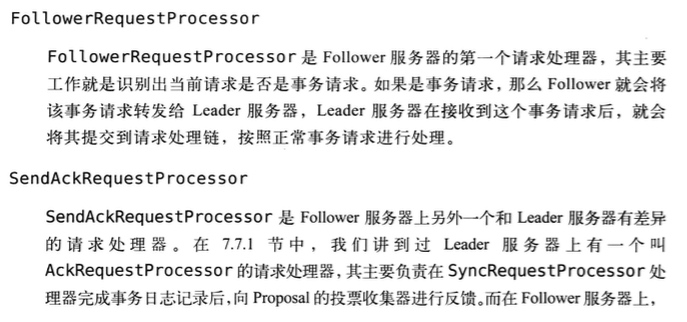 FollowerRequestProcessor
FollowerRequestProcessor 是 Follower 服务器的第一个请求处理器，其主要
工作就是识别出当前请求是否是事务请求。如果是事务请求，那么 Follower 就会将
该事务请求转发给 Leader 服务器，Leader 服务器在接收到这个事务请求后，就会
将其提交到请求处理链，按照正常事务请求进行处理。
SendAckRequestProcessor
SendAckRequestProcessor 是 Follower 服务器上另外一个和 Leader 服务器有差异
的请求处理器。在 7.7.1 节中，我们讲到过 Leader 服务器上有一个叫
AckRequestProcessor 的请求处理器，其主要负责在 SyncRequestProcessor 处
理器完成事务日志记录后，向 Proposal 的投票收集器进行反馈。而在 Follower 服务器上，